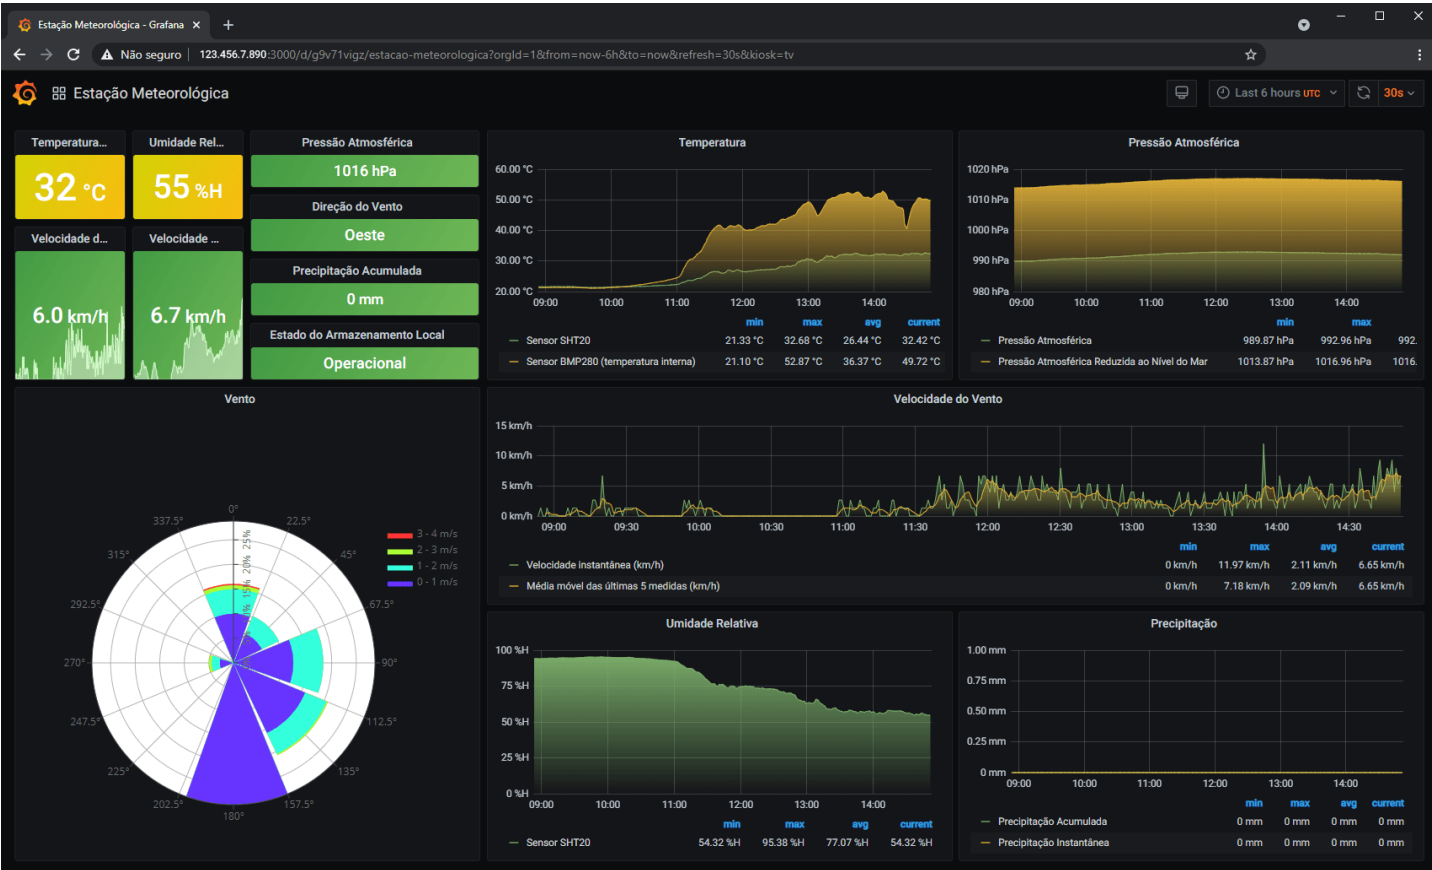 Estação Meteorológica - Grafana
Não seguro
123.456.7.890:3000/d/g9v71vigz/estacao-meteorologica?orgId=1&from=now-6h&to=now&refresh=30s&kiosk=tv
Estação Meteorológica
Last 6 hours UTC
30s
Temperatura...
32 °C
Umidade Rel...
55 %H
Pressão Atmosférica
1016 hPa
Direção do Vento
Oeste
Velocidade d...
6.0 km/h
Velocidade ...
6.7 km/h
Precipitação Acumulada
0 mm
Estado do Armazenamento Local
Operacional
Temperatura
60.00 °C
50.00 °C
40.00 °C
30.00 °C
20.00 °C
09:00 10:00 11:00 12:00 13:00 14:00
min max avg current
Sensor SHT20 21.33 °C 32.68 °C 26.44 °C 32.42 °C
Sensor BMP280 (temperatura interna) 21.10 °C 52.87 °C 36.37 °C 49.72 °C
Pressão Atmosférica
1020 hPa
1010 hPa
1000 hPa
990 hPa
980 hPa
09:00 10:00 11:00 12:00 13:00 14:00
min max
Pressão Atmosférica 989.87 hPa 992.96 hPa 992.
Pressão Atmosférica Reduzida ao Nível do Mar 1013.87 hPa 1016.96 hPa 1016.
Vento
0°
22.5°
45°
67.5°
90°
112.5°
135°
157.5°
180°
202.5°
225°
247.5°
270°
292.5°
315°
337.5°
25%
20%
15%
3 - 4 m/s
2 - 3 m/s
1 - 2 m/s
0 - 1 m/s
Velocidade do Vento
15 km/h
10 km/h
5 km/h
0 km/h
09:00 09:30 10:00 10:30 11:00 11:30 12:00 12:30 13:00 13:30 14:00 14:30
min max avg current
Velocidade instantânea (km/h) 0 km/h 11.97 km/h 2.11 km/h 6.65 km/h
Média móvel das últimas 5 medidas (km/h) 0 km/h 7.18 km/h 2.09 km/h 6.65 km/h
Umidade Relativa
100 %H
75 %H
50 %H
25 %H
0 %H
09:00 10:00 11:00 12:00 13:00 14:00
min max avg current
Sensor SHT20 54.32 %H 95.38 %H 77.07 %H 54.32 %H
Precipitação
1.00 mm
0.75 mm
0.50 mm
0.25 mm
0 mm
09:00 10:00 11:00 12:00 13:00 14:00
min max avg current
Precipitação Acumulada 0 mm 0 mm 0 mm 0 mm
Precipitação Instantânea 0 mm 0 mm 0 mm 0 mm